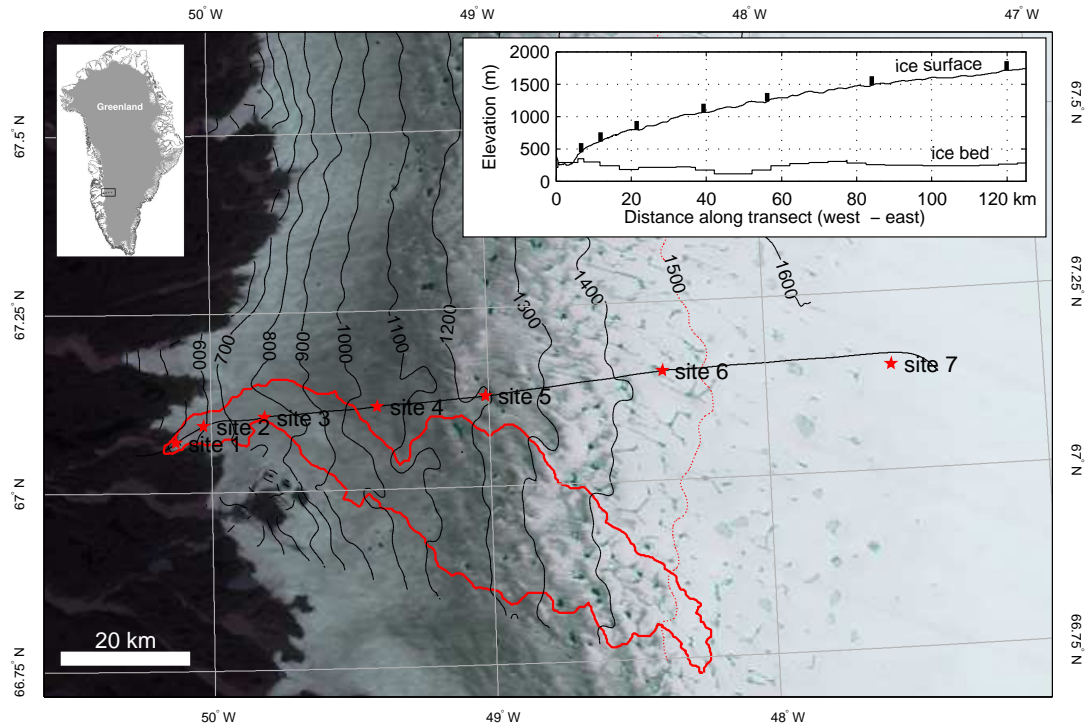 50° W
49° W
48° W
47° W
Greenland
2000
1500
1000
500
0
Elevation (m)
ice surface
ice bed
0
20
40
60
80
100
120 km
Distance along transect (west – east)
67.5° N
67.5° N
67.25° N
67.25° N
67° N
67° N
66.75° N
66.75° N
600
700
800
900
1000
1100
1200
1300
1400
1500
1600
site 1
site 2
site 3
site 4
site 5
site 6
site 7
20 km
50° W
49° W
48° W